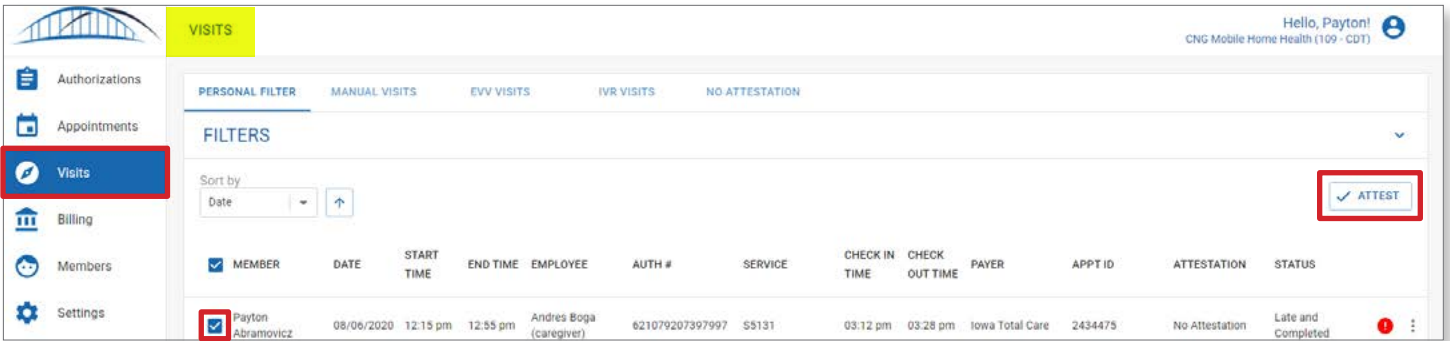 VISITS
Hello, Payton!
CNG Mobile Home Health (109 - CDT)
Authorizations
Appointments
Visits
Billing
Members
Settings
PERSONAL FILTER MANUAL VISITS EVV VISITS IVR VISITS NO ATTESTATION
FILTERS
Sort by
Date
ATTEST
MEMBER DATE START TIME END TIME EMPLOYEE AUTH # SERVICE CHECK IN TIME CHECK OUT TIME PAYER APPT ID ATTESTATION STATUS
Payton Abramovicz 08/06/2020 12:15 pm 12:55 pm Andres Boga (caregiver) 621079207397997 S5131 03:12 pm 03:28 pm Iowa Total Care 2434475 No Attestation Late and Completed